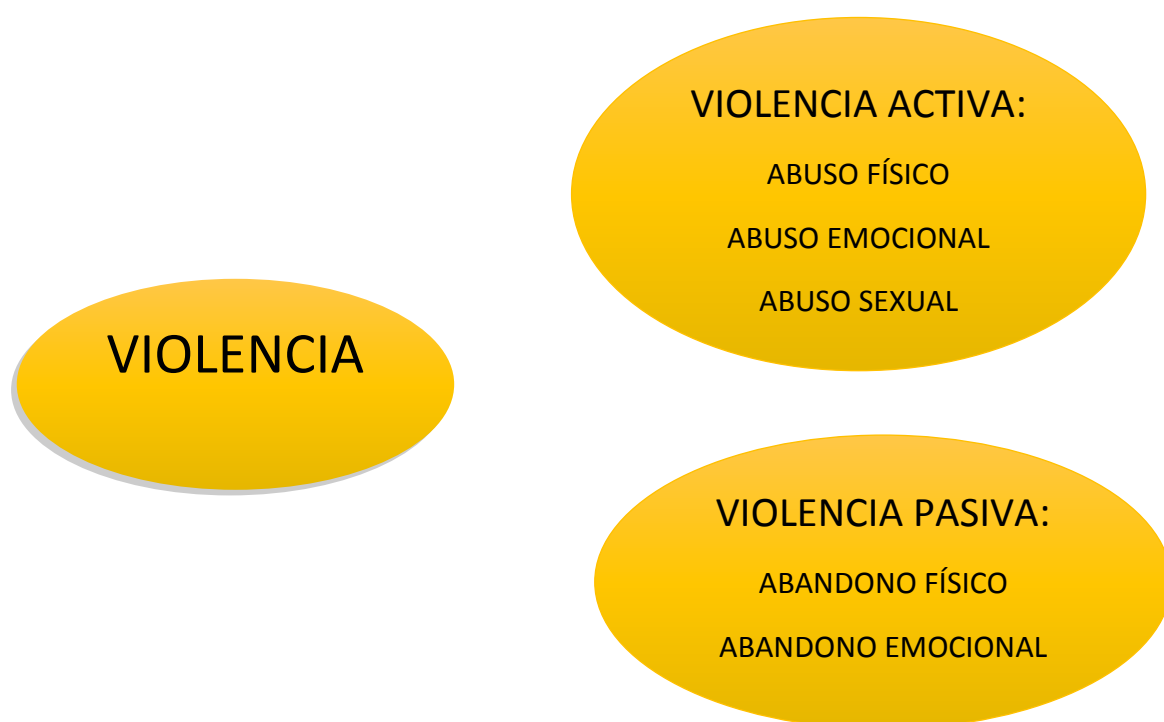 VIOLENCIA
VIOLENCIA ACTIVA:
ABUSO FÍSICO
ABUSO EMOCIONAL
ABUSO SEXUAL
VIOLENCIA PASIVA:
ABANDONO FÍSICO
ABANDONO EMOCIONAL